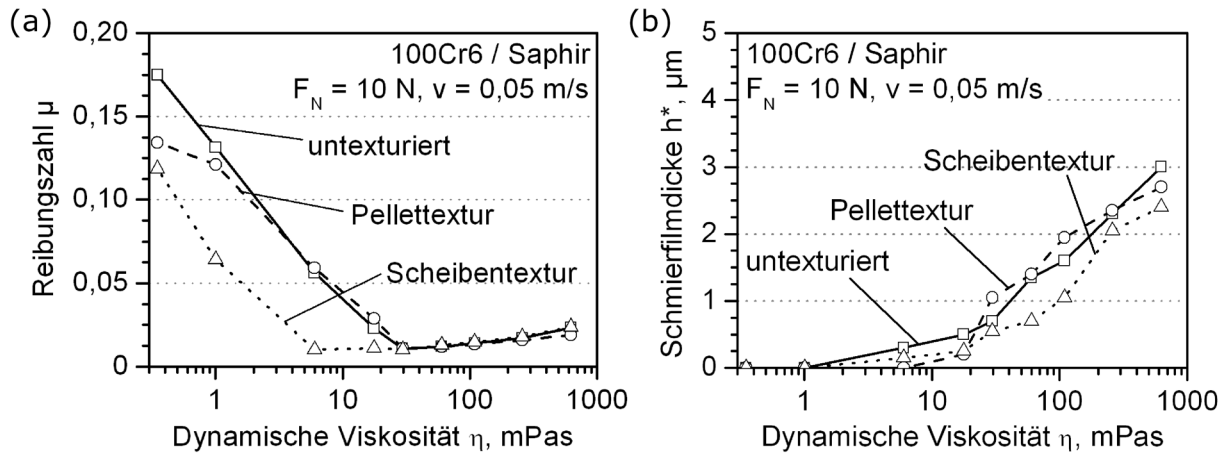 (a)
100Cr6 / Saphir
F_N = 10 N, v = 0,05 m/s
Reibungszahl μ
0,20
0,15
0,10
0,05
0
untexturiert
Pellettextur
Scheibentextur
1
10
100
1000
Dynamische Viskosität η, mPas
(b)
100Cr6 / Saphir
F_N = 10 N, v = 0,05 m/s
Schmierfilmdicke h*, μm
5
4
3
2
1
0
Scheibentextur
Pellettextur
untexturiert
1
10
100
1000
Dynamische Viskosität η, mPas